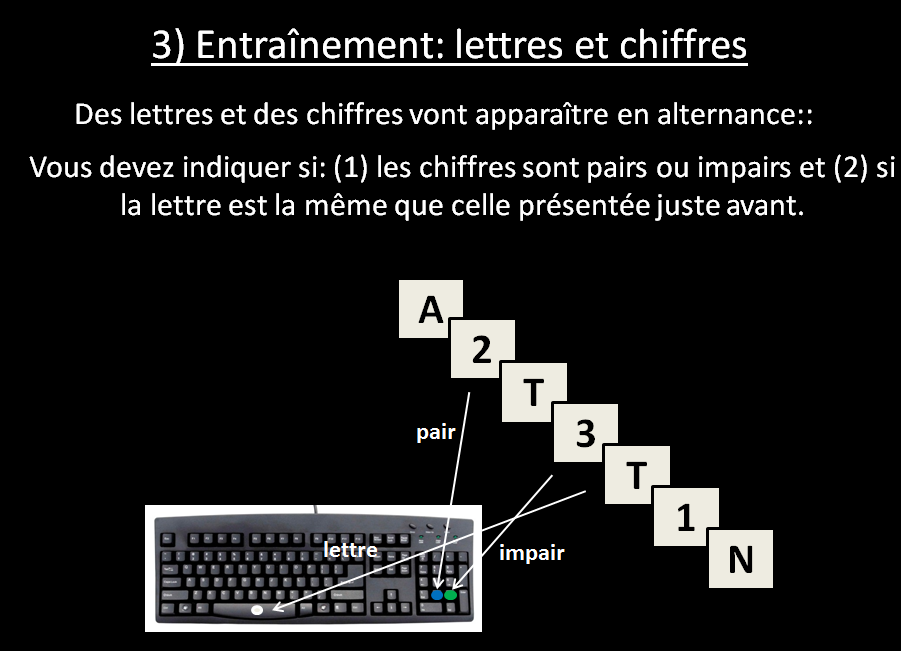 3) Entraînement: lettres et chiffres
Des lettres et des chiffres vont apparaître en alternance::
Vous devez indiquer si: (1) les chiffres sont pairs ou impairs et (2) si
la lettre est la même que celle présentée juste avant.
A
2
T
pair
3
T
1
lettre
impair
N